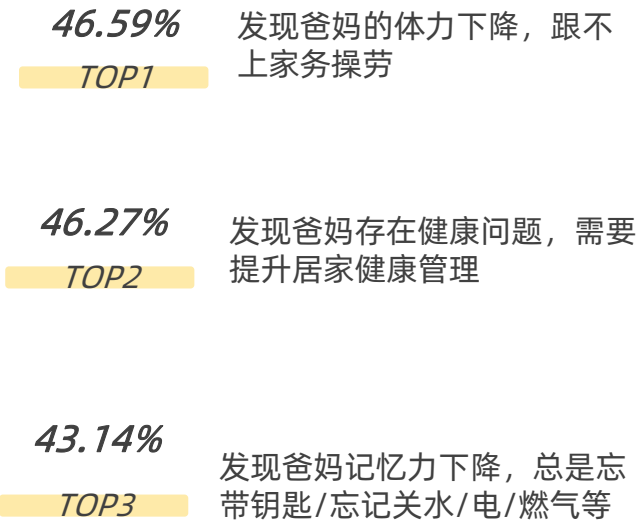 46.59%
TOP1
发现爸妈的体力下降，跟不
上家务操劳
46.27%
TOP2
发现爸妈存在健康问题，需要
提升居家健康管理
43.14%
TOP3
发现爸妈记忆力下降，总是忘
带钥匙/忘记关水/电/燃气等